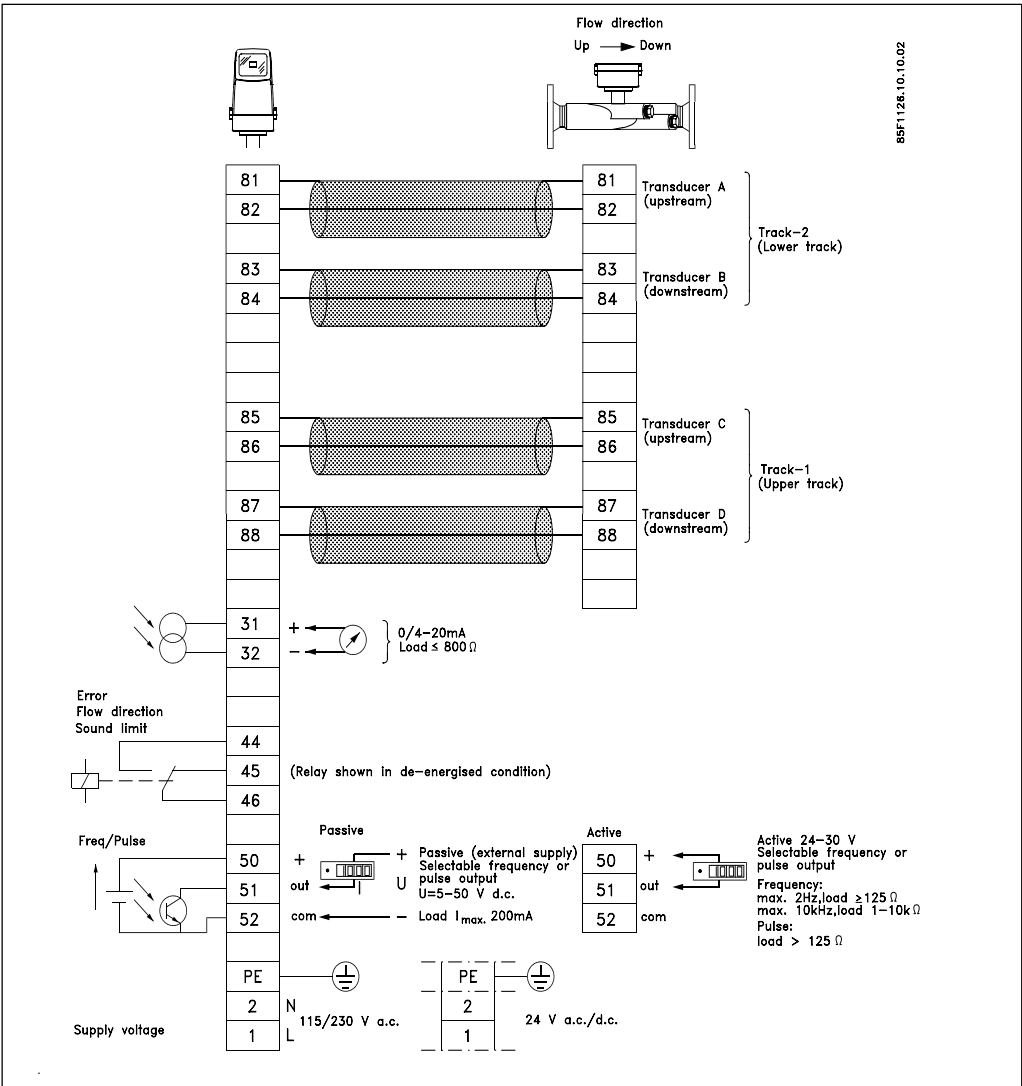 Flow direction
Up Down
85F1126.10.10.02
81 81 Transducer A
82 82 (upstream)
Track-2
(Lower track)
83 83 Transducer B
84 84 (downstream)
85 85 Transducer C
86 86 (upstream)
Track-1
(Upper track)
87 87 Transducer D
88 88 (downstream)
31 + 0/4-20mA
32 - Load ≤ 800 Ω
Error
Flow direction
Sound limit
44
45 (Relay shown in de-energised condition)
46
Freq/Pulse
Passive
50 + + Passive (external supply)
Selectable frequency or
51 out U pulse output
U=5-50 V d.c.
52 com - Load Imax. 200mA
Active
50 +
51 out
52 com
Active 24-30 V
Selectable frequency or
pulse output
Frequency:
max. 2Hz,load ≥125 Ω
max. 10kHz,load 1-10k Ω
Pulse:
load > 125 Ω
PE PE
2 N 2
115/230 V a.c. 24 V a.c./d.c.
Supply voltage 1 L 1